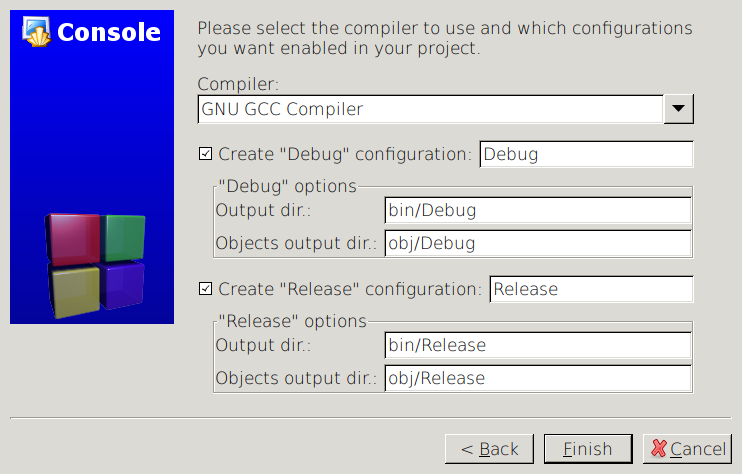 Console
Please select the compiler to use and which configurations
you want enabled in your project.
Compiler:
GNU GCC Compiler
Create "Debug" configuration: Debug
"Debug" options
Output dir.: bin/Debug
Objects output dir.: obj/Debug
Create "Release" configuration: Release
"Release" options
Output dir.: bin/Release
Objects output dir.: obj/Release
< Back Finish Cancel